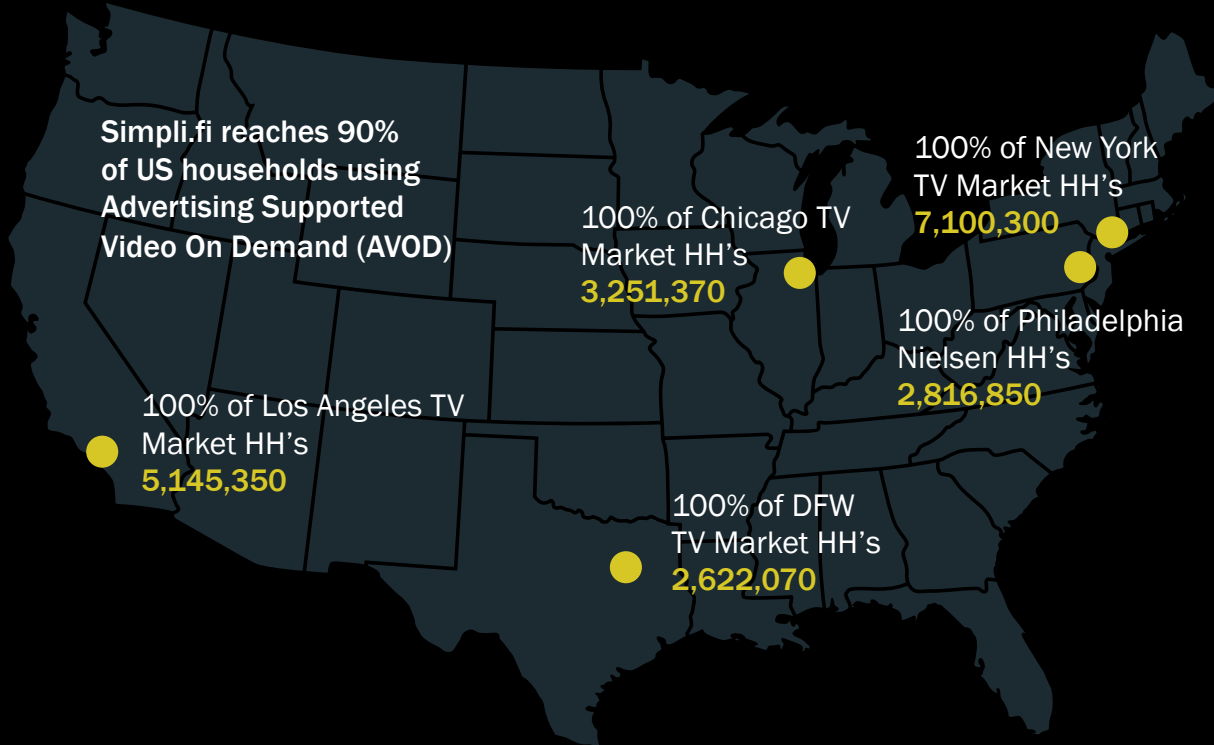 Simpli.fi reaches 90%
of US households using
Advertising Supported
Video On Demand (AVOD)
100% of New York
TV Market HH's
7,100,300
100% of Chicago TV
Market HH's
3,251,370
100% of Philadelphia
Nielsen HH's
2,816,850
100% of Los Angeles TV
Market HH's
5,145,350
100% of DFW
TV Market HH's
2,622,070